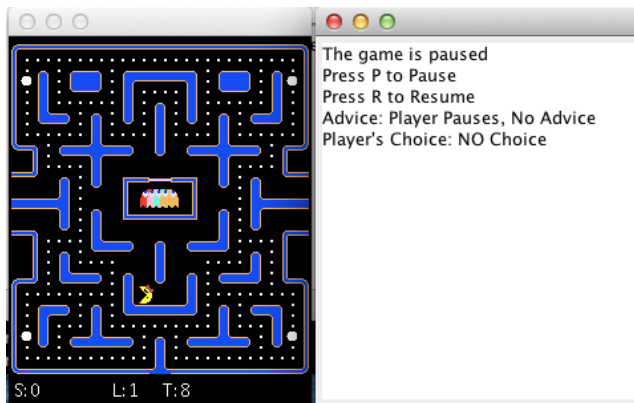 The game is paused
Press P to Pause
Press R to Resume
Advice: Player Pauses, No Advice
Player's Choice: NO Choice
S:0 L:1 T:8